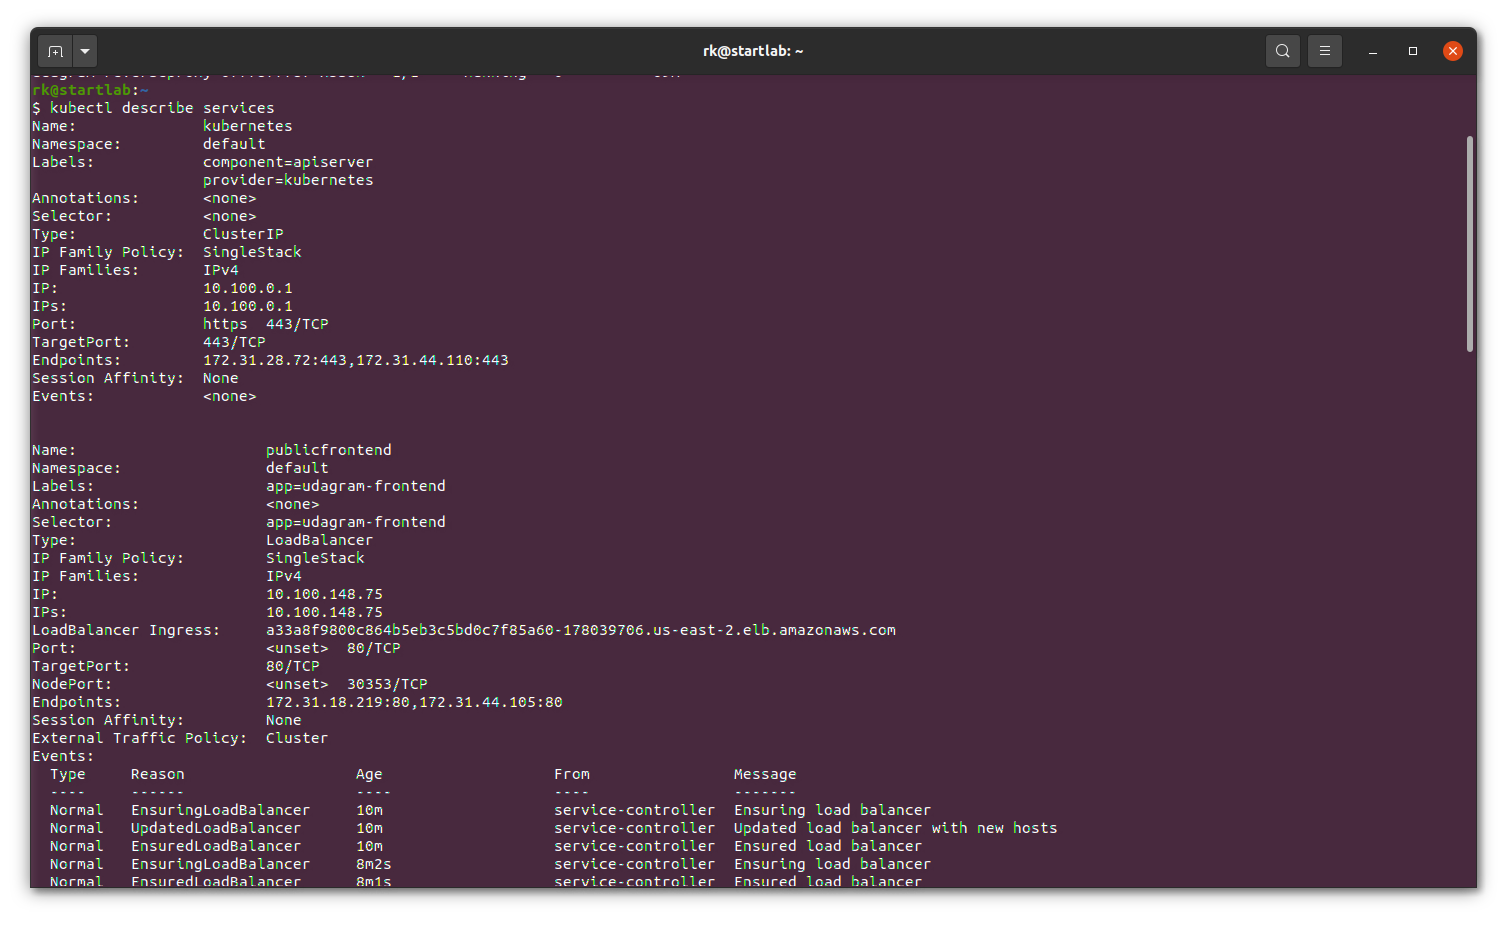 rk@startlab: ~
rk@startlab:~
$ kubectl describe services
Name:              kubernetes
Namespace:         default
Labels:            component=apiserver
                   provider=kubernetes
Annotations:       <none>
Selector:          <none>
Type:              ClusterIP
IP Family Policy:  SingleStack
IP Families:       IPv4
IP:                10.100.0.1
IPs:               10.100.0.1
Port:              https  443/TCP
TargetPort:        443/TCP
Endpoints:         172.31.28.72:443,172.31.44.110:443
Session Affinity:  None
Events:            <none>
Name:                     publicfrontend
Namespace:                default
Labels:                   app=udagram-frontend
Annotations:              <none>
Selector:                 app=udagram-frontend
Type:                     LoadBalancer
IP Family Policy:         SingleStack
IP Families:              IPv4
IP:                       10.100.148.75
IPs:                      10.100.148.75
LoadBalancer Ingress:     a33a8f9800c864b5eb3c5bd0c7f85a60-178039706.us-east-2.elb.amazonaws.com
Port:                     <unset>  80/TCP
TargetPort:               80/TCP
NodePort:                 <unset>  30353/TCP
Endpoints:                172.31.18.219:80,172.31.44.105:80
Session Affinity:         None
External Traffic Policy:  Cluster
Events:
  Type     Reason                   Age                   From                Message
  ----     ------                   ----                  ----                -------
  Normal   EnsuringLoadBalancer     10m                   service-controller  Ensuring load balancer
  Normal   UpdatedLoadBalancer      10m                   service-controller  Updated load balancer with new hosts
  Normal   EnsuredLoadBalancer      10m                   service-controller  Ensured load balancer
  Normal   EnsuringLoadBalancer     8m2s                  service-controller  Ensuring load balancer
  Normal   EnsuredLoadBalancer      8m1s                  service-controller  Ensured load balancer